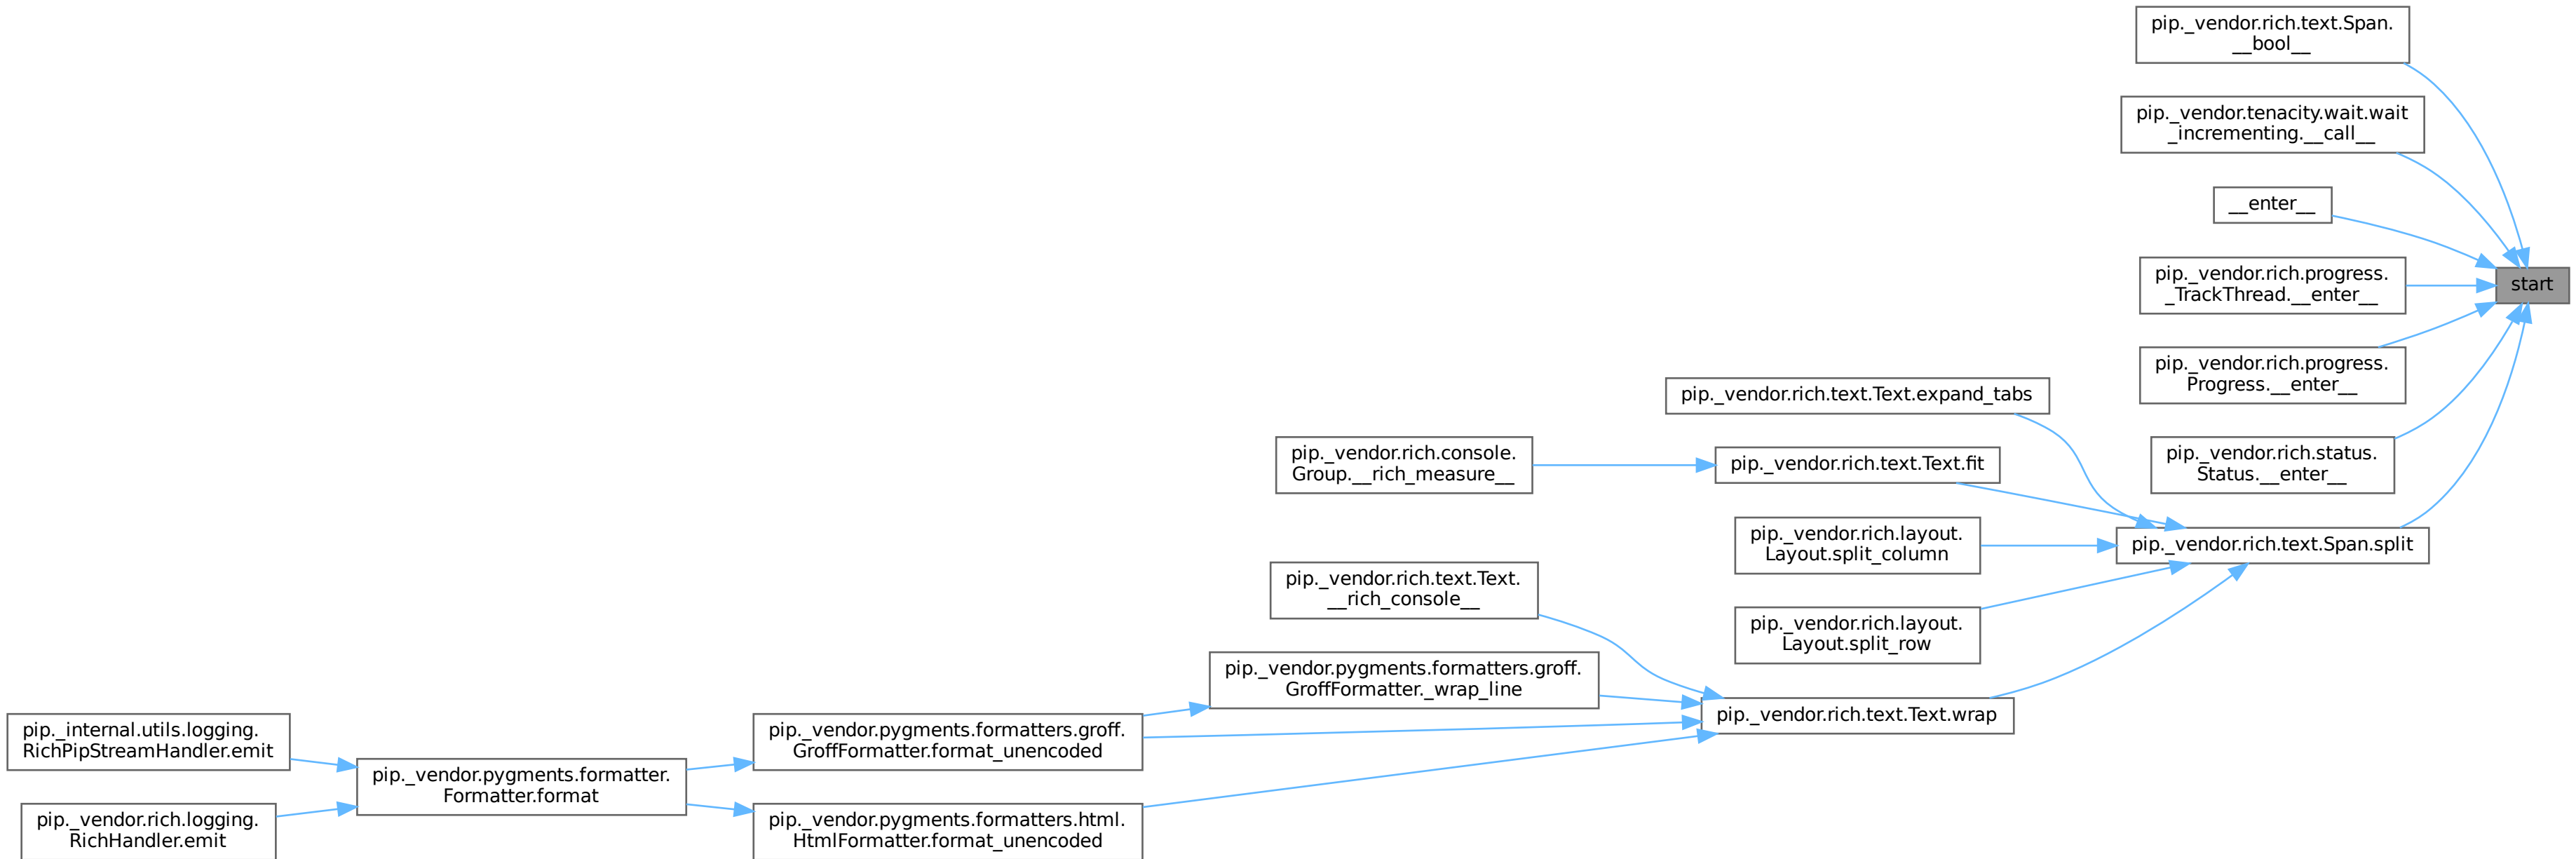 pip._vendor.rich.text.Span.
__bool__
pip._vendor.tenacity.wait.wait
_incrementing.__call__
__enter__
pip._vendor.rich.progress.
_TrackThread.__enter__
start
pip._vendor.rich.progress.
Progress.__enter__
pip._vendor.rich.text.Text.expand_tabs
pip._vendor.rich.console.
Group.__rich_measure__
pip._vendor.rich.text.Text.fit
pip._vendor.rich.status.
Status.__enter__
pip._vendor.rich.layout.
Layout.split_column
pip._vendor.rich.text.Span.split
pip._vendor.rich.text.Text.
__rich_console__
pip._vendor.rich.layout.
Layout.split_row
pip._vendor.pygments.formatters.groff.
GroffFormatter._wrap_line
pip._vendor.rich.text.Text.wrap
pip._internal.utils.logging.
RichPipStreamHandler.emit
pip._vendor.pygments.formatters.groff.
GroffFormatter.format_unencoded
pip._vendor.pygments.formatter.
Formatter.format
pip._vendor.rich.logging.
RichHandler.emit
pip._vendor.pygments.formatters.html.
HtmlFormatter.format_unencoded